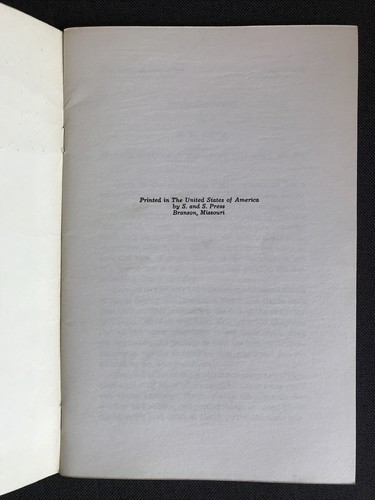 Printed in The United States of America
by S. and S. Press
Branson, Missouri